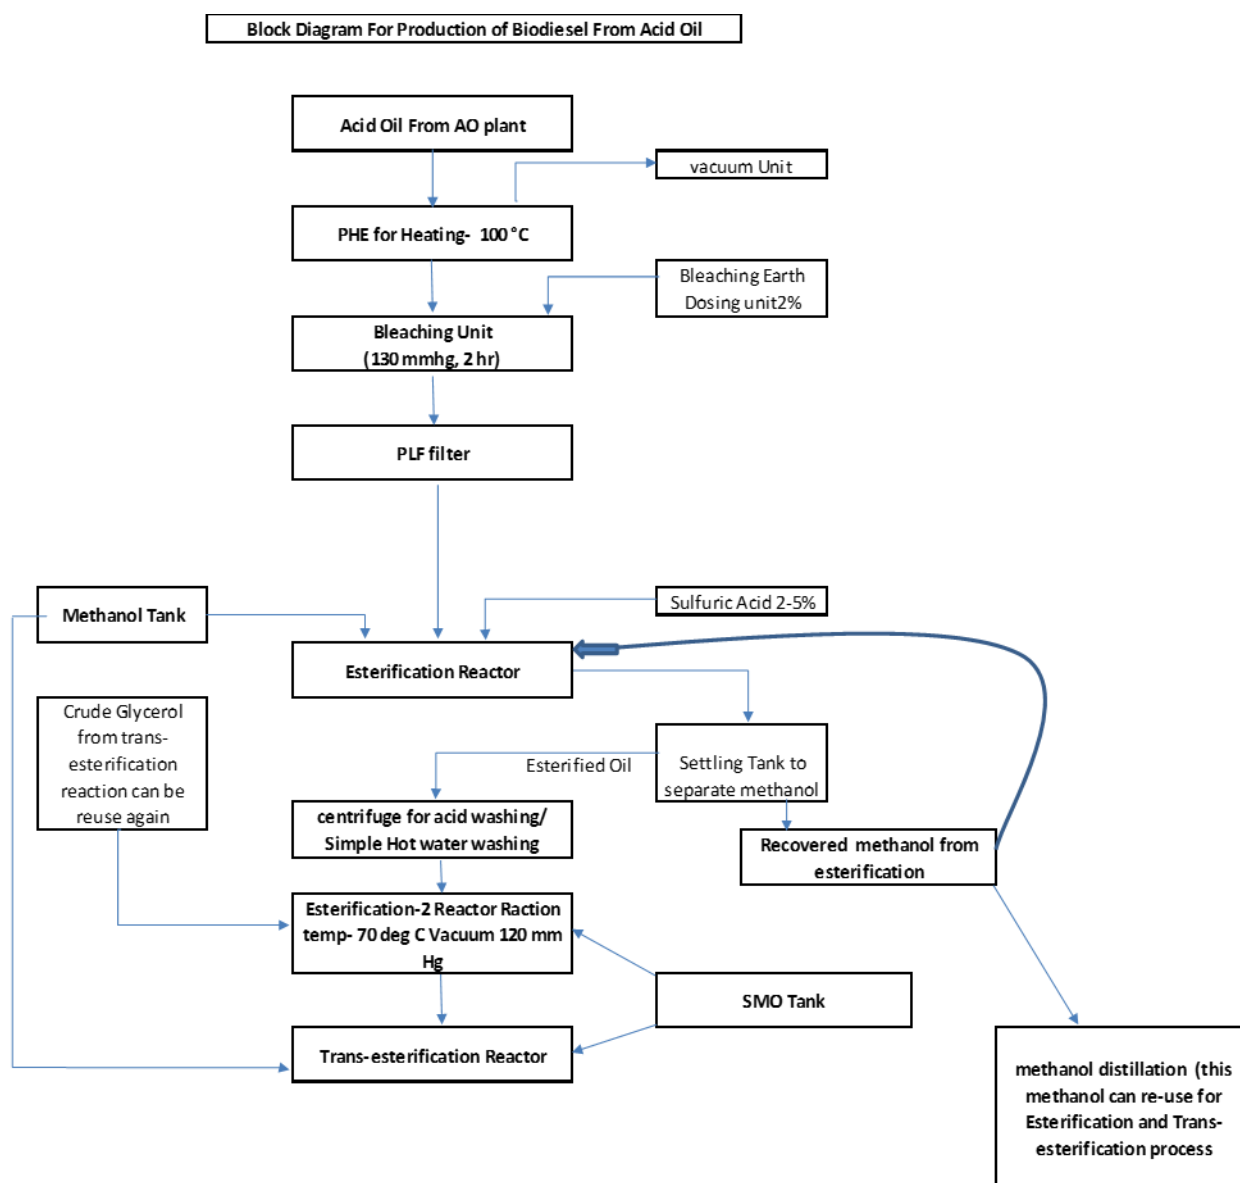 Block Diagram For Production of Biodiesel From Acid Oil
Acid Oil From AO plant
vacuum Unit
PHE for Heating- 100 °C
Bleaching Earth
Dosing unit2%
Bleaching Unit
(130 mmhg, 2 hr)
PLF filter
Methanol Tank
Sulfuric Acid 2-5%
Esterification Reactor
Crude Glycerol
from trans-
esterification
reaction can be
reuse again
Esterified Oil
Settling Tank to
separate methanol
centrifuge for acid washing/
Simple Hot water washing
Recovered methanol from
esterification
Esterification-2 Reactor Raction
temp- 70 deg C Vacuum 120 mm
Hg
SMO Tank
Trans-esterification Reactor
methanol distillation (this
methanol can re-use for
Esterification and Trans-
esterification process